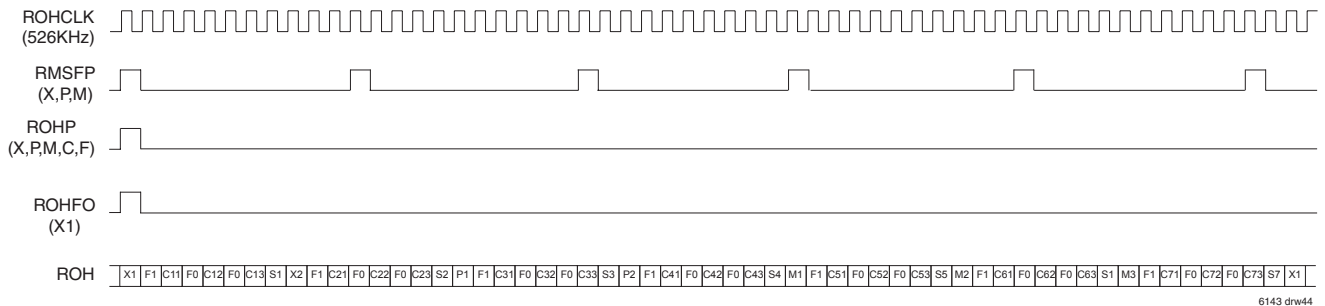 ROHCLK
(526KHz)
RMSFP
(X,P,M)
ROHP
(X,P,M,C,F)
ROHFO
(X1)
ROH X1 F1 C11 F0 C12 F0 C13 S1 X2 F1 C21 F0 C22 F0 C23 S2 P1 F1 C31 F0 C32 F0 C33 S3 P2 F1 C41 F0 C42 F0 C43 S4 M1 F1 C51 F0 C52 F0 C53 S5 M2 F1 C61 F0 C62 F0 C63 S1 M3 F1 C71 F0 C72 F0 C73 S7 X1
6143 drw44